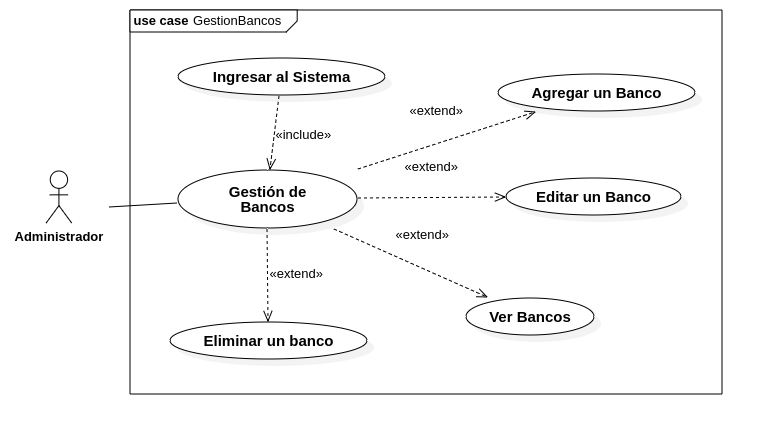 use case GestionBancos
Ingresar al Sistema
Agregar un Banco
«extend»
«include»
«extend»
Gestión de
Bancos
Editar un Banco
Administrador
«extend»
«extend»
Ver Bancos
Eliminar un banco